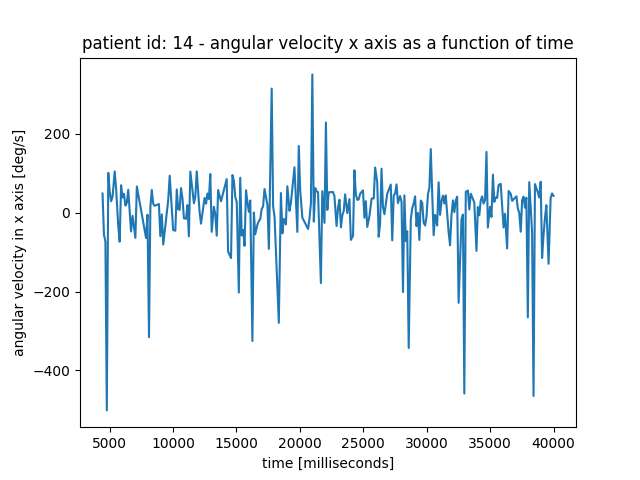 patient id: 14 - angular velocity x axis as a function of time
angular velocity in x axis [deg/s]
200
0
−200
−400
5000 10000 15000 20000 25000 30000 35000 40000
time [milliseconds]